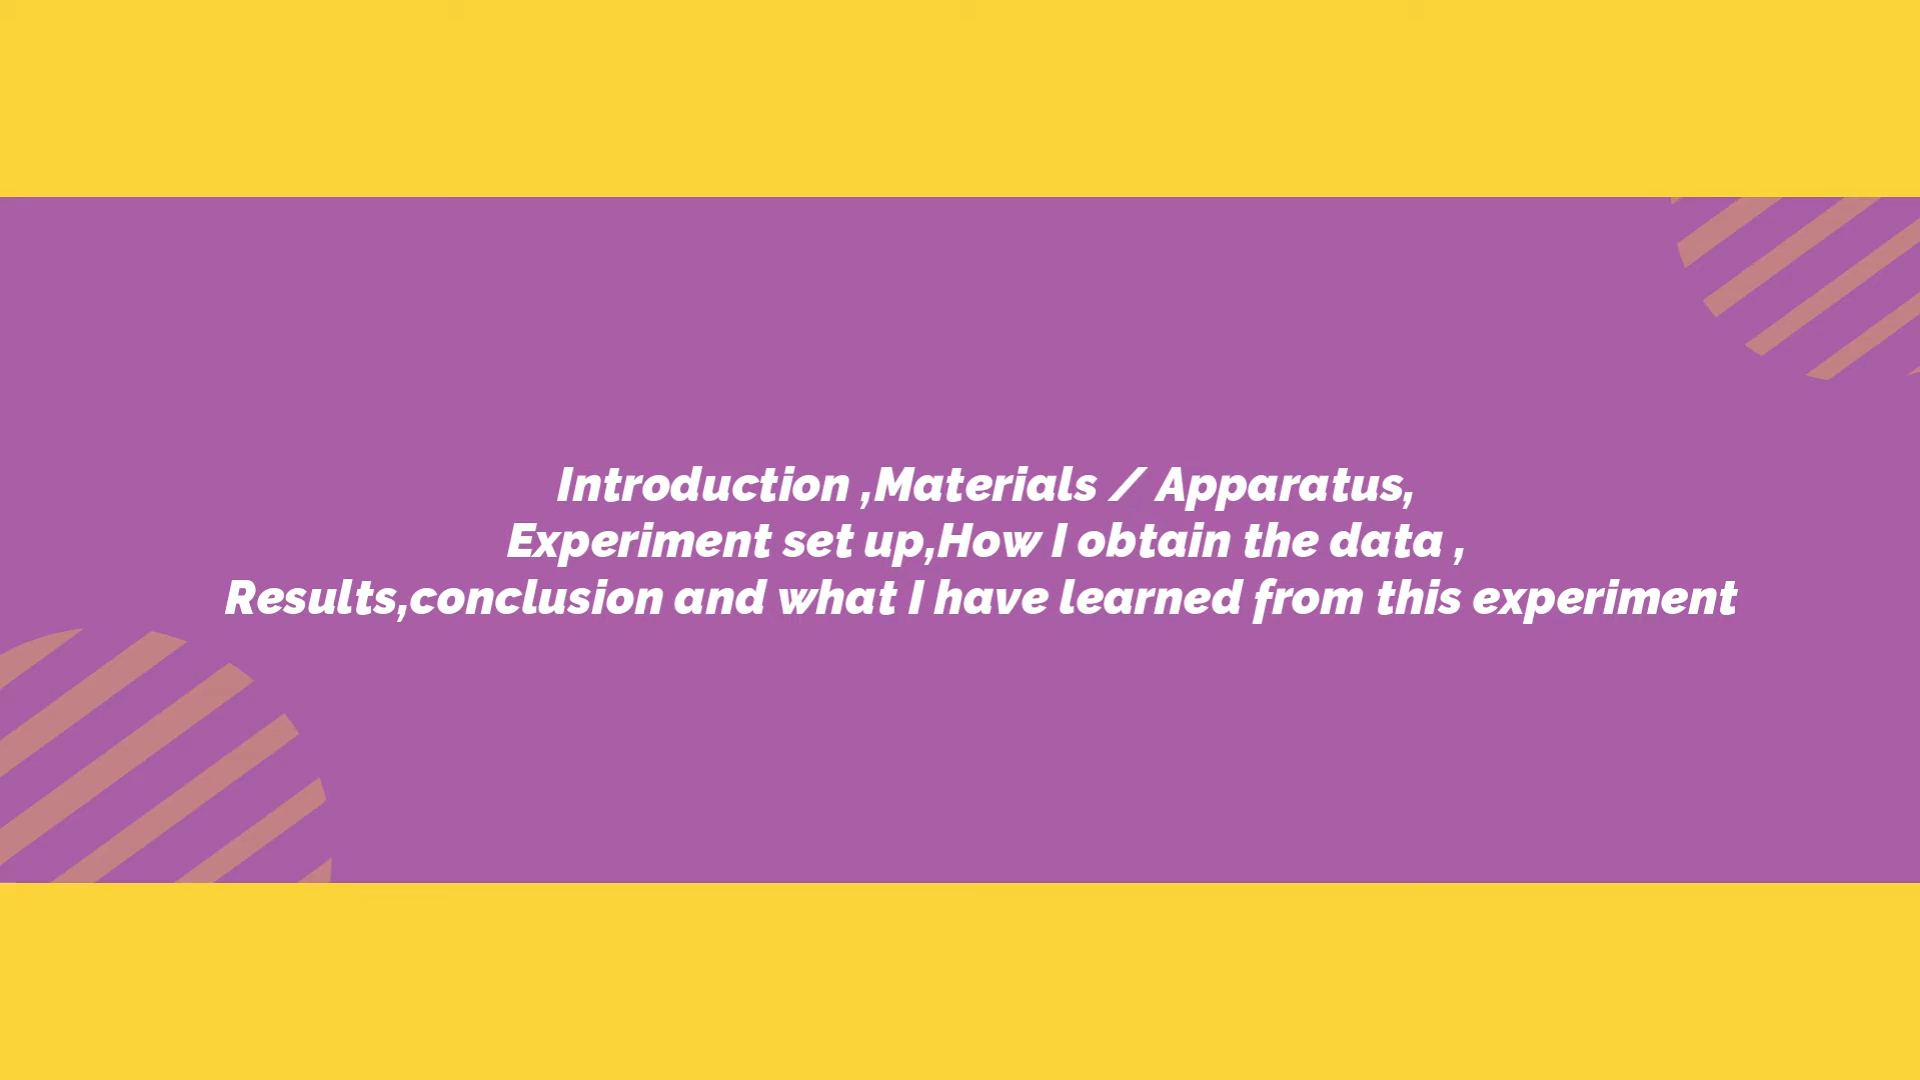 Introduction ,Materials / Apparatus,
Experiment set up,How I obtain the data ,
Results,conclusion and what I have learned from this experiment